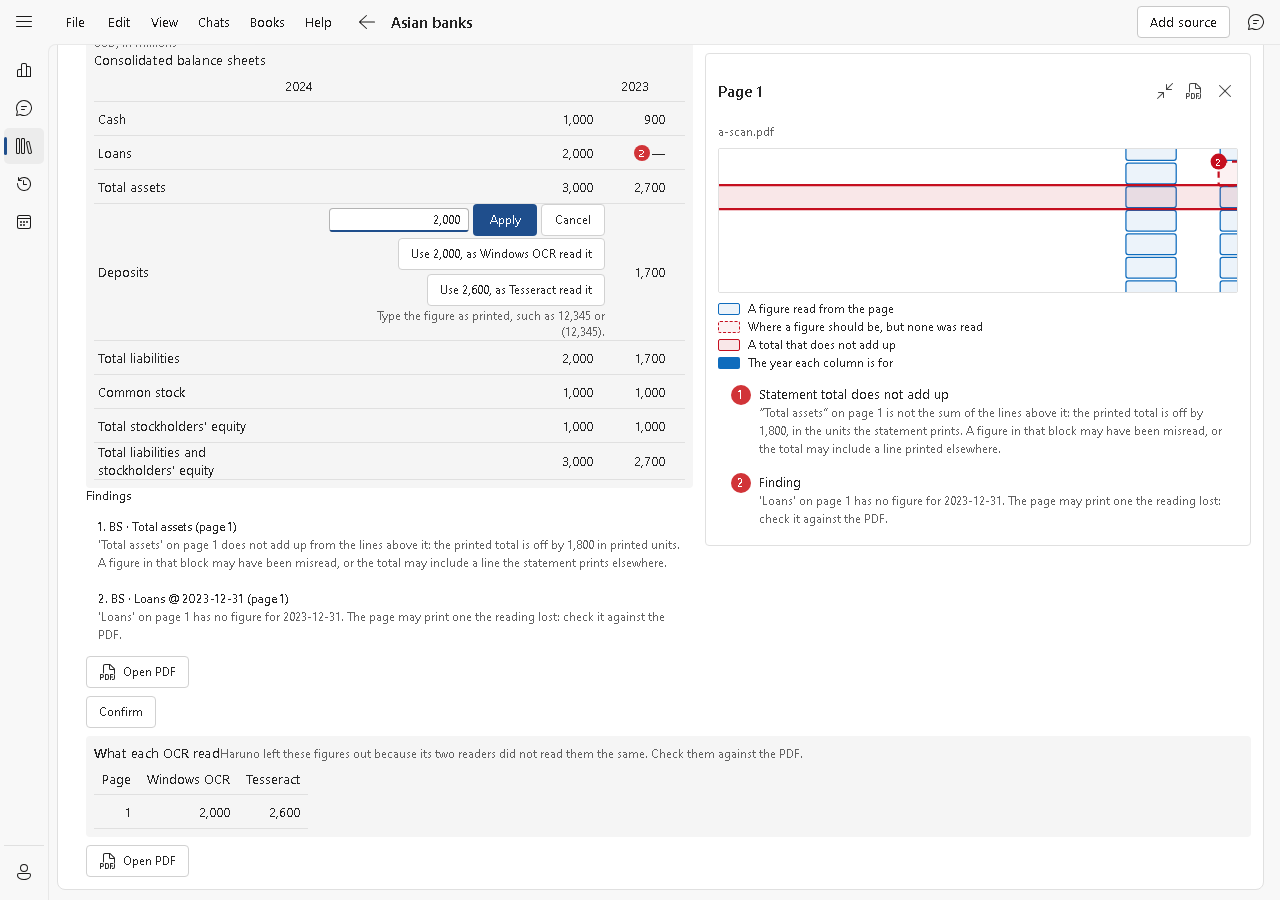 File Edit View Chats Books Help Asian banks Add source
USD, in millions
Consolidated balance sheets
2024 2023
Cash 1,000 900
Loans 2,000 2 —
Total assets 3,000 2,700
2,000 Apply Cancel
Use 2,000, as Windows OCR read it
Deposits 1,700
Use 2,600, as Tesseract read it
Type the figure as printed, such as 12,345 or
(12,345).
Total liabilities 2,000 1,700
Common stock 1,000 1,000
Total stockholders' equity 1,000 1,000
Total liabilities and
stockholders' equity 3,000 2,700
Findings
1. BS · Total assets (page 1)
'Total assets' on page 1 does not add up from the lines above it: the printed total is off by 1,800 in printed units.
A figure in that block may have been misread, or the total may include a line the statement prints elsewhere.
2. BS · Loans @ 2023-12-31 (page 1)
'Loans' on page 1 has no figure for 2023-12-31. The page may print one the reading lost: check it against the
PDF.
PDF Open PDF
Confirm
What each OCR read Haruno left these figures out because its two readers did not read them the same. Check them against the PDF.
Page Windows OCR Tesseract
1 2,000 2,600
PDF Open PDF
Page 1 PDF
a-scan.pdf
2
A figure read from the page
Where a figure should be, but none was read
A total that does not add up
The year each column is for
1 Statement total does not add up
"Total assets" on page 1 is not the sum of the lines above it: the printed total is off by
1,800, in the units the statement prints. A figure in that block may have been misread, or
the total may include a line printed elsewhere.
2 Finding
'Loans' on page 1 has no figure for 2023-12-31. The page may print one the reading lost:
check it against the PDF.